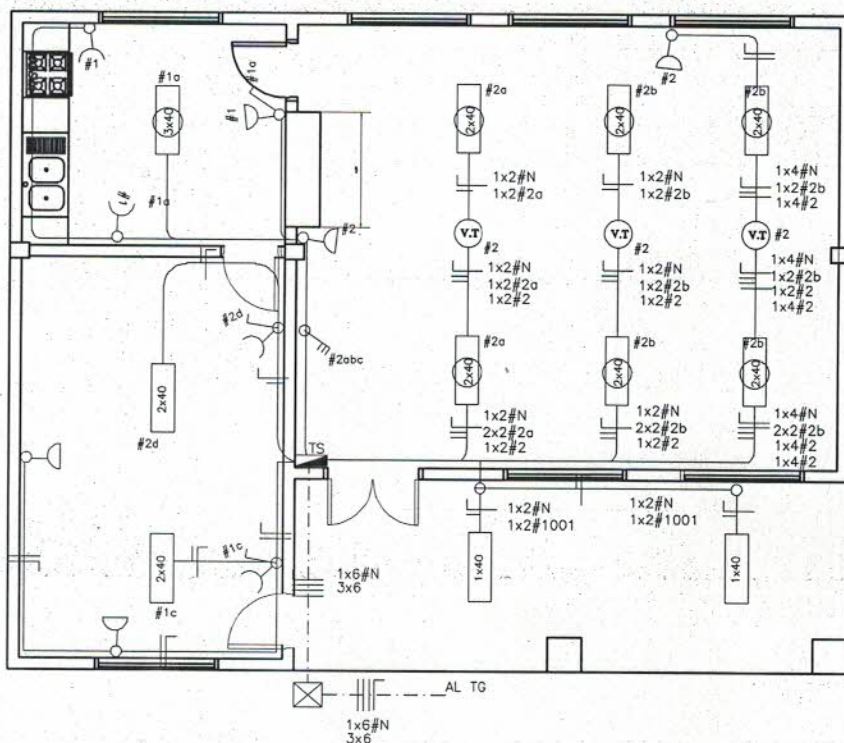 #1
#1a
3x40
#1a
#1
#1
#1a
#2
#2
#2a
2x40
#2b
2x40
#2b
2x40
1x2#N
1x2#2a
1x2#N
1x2#2b
1x4#N
1x2#2b
1x4#2
V.T
#2
V.T
#2
V.T
#2
1x2#N
1x2#2a
1x2#2
1x2#N
1x2#2b
1x2#2
1x4#N
1x2#2b
1x2#2
1x4#2
#2d
#2abc
2x40
#2d
#2a
2x40
#2b
2x40
#2b
2x40
1x2#N
2x2#2a
1x2#2
1x2#N
2x2#2b
1x2#2
1x4#N
2x2#2b
1x4#2
1x4#2
TS
1x2#N
1x2#1001
1x2#N
1x2#1001
2x40
#1c
#1c
1x6#N
3x6
1x40
1x40
AL TG
1x6#N
3x6